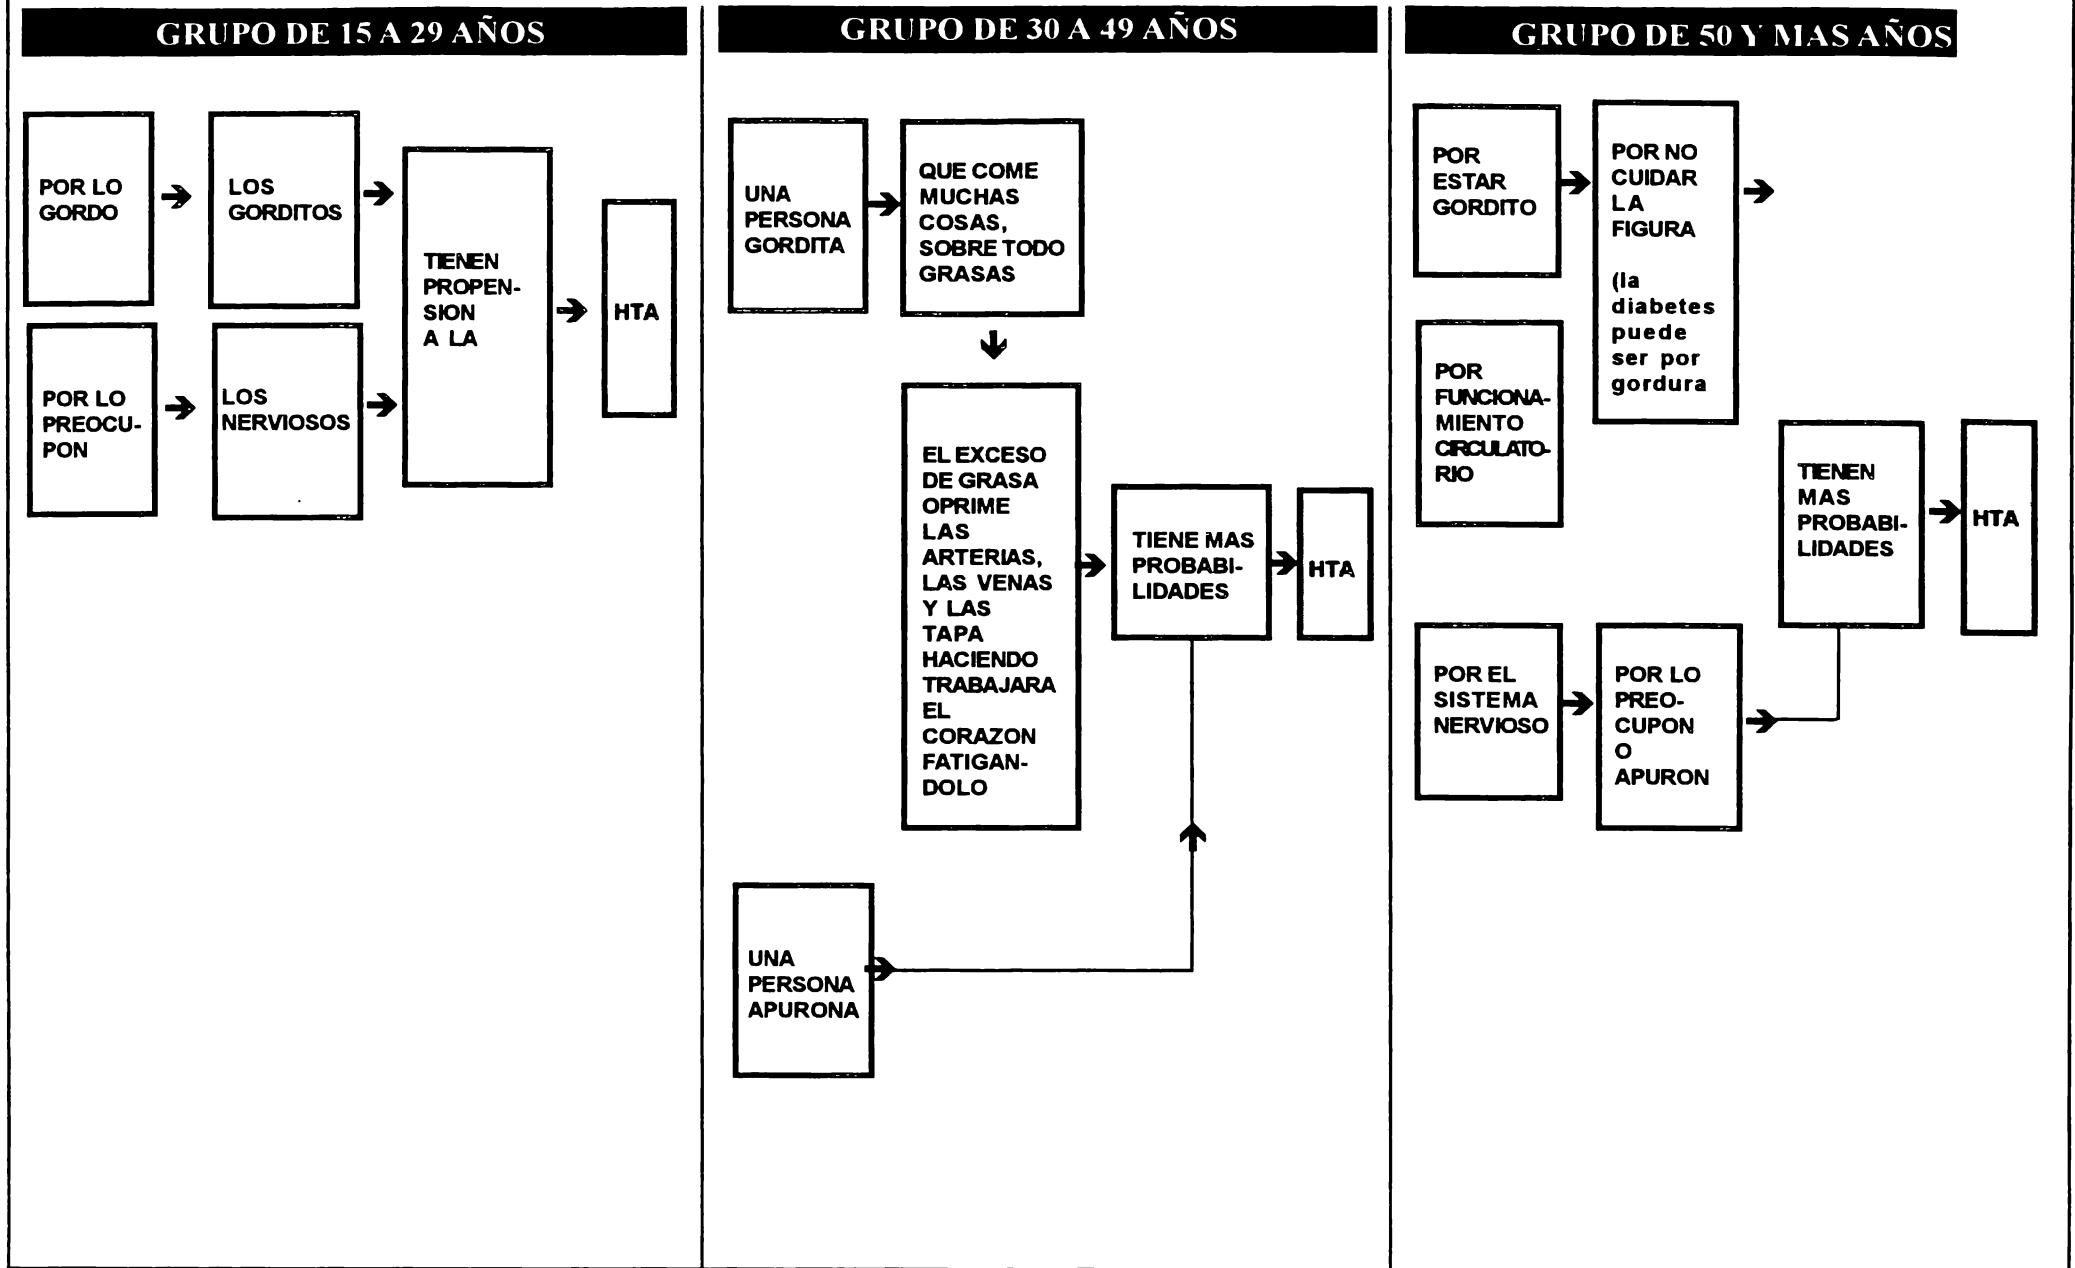 GRUPO DE 15 A 29 AÑOS
POR LO
GORDO
LOS
GORDITOS
TIENEN
PROPEN-
SION
A LA
HTA
POR LO
PREOCU-
PON
LOS
NERVIOSOS
GRUPO DE 30 A 49 AÑOS
UNA
PERSONA
GORDITA
QUE COME
MUCHAS
COSAS,
SOBRE TODO
GRASAS
EL EXCESO
DE GRASA
OPRIME
LAS
ARTERIAS,
LAS VENAS
Y LAS
TAPA
HACIENDO
TRABAJARA
EL
CORAZON
FATIGAN-
DOLO
TIENE MAS
PROBABI-
LIDADES
HTA
UNA
PERSONA
APURONA
GRUPO DE 50 Y MAS AÑOS
POR
ESTAR
GORDITO
POR NO
CUIDAR
LA
FIGURA
(la
diabetes
puede
ser por
gordura
POR
FUNCIONA-
MIENTO
CIRCULATO-
RIO
TIENEN
MAS
PROBABI-
LIDADES
HTA
POR EL
SISTEMA
NERVIOSO
POR LO
PREO-
CUPON
O
APURON